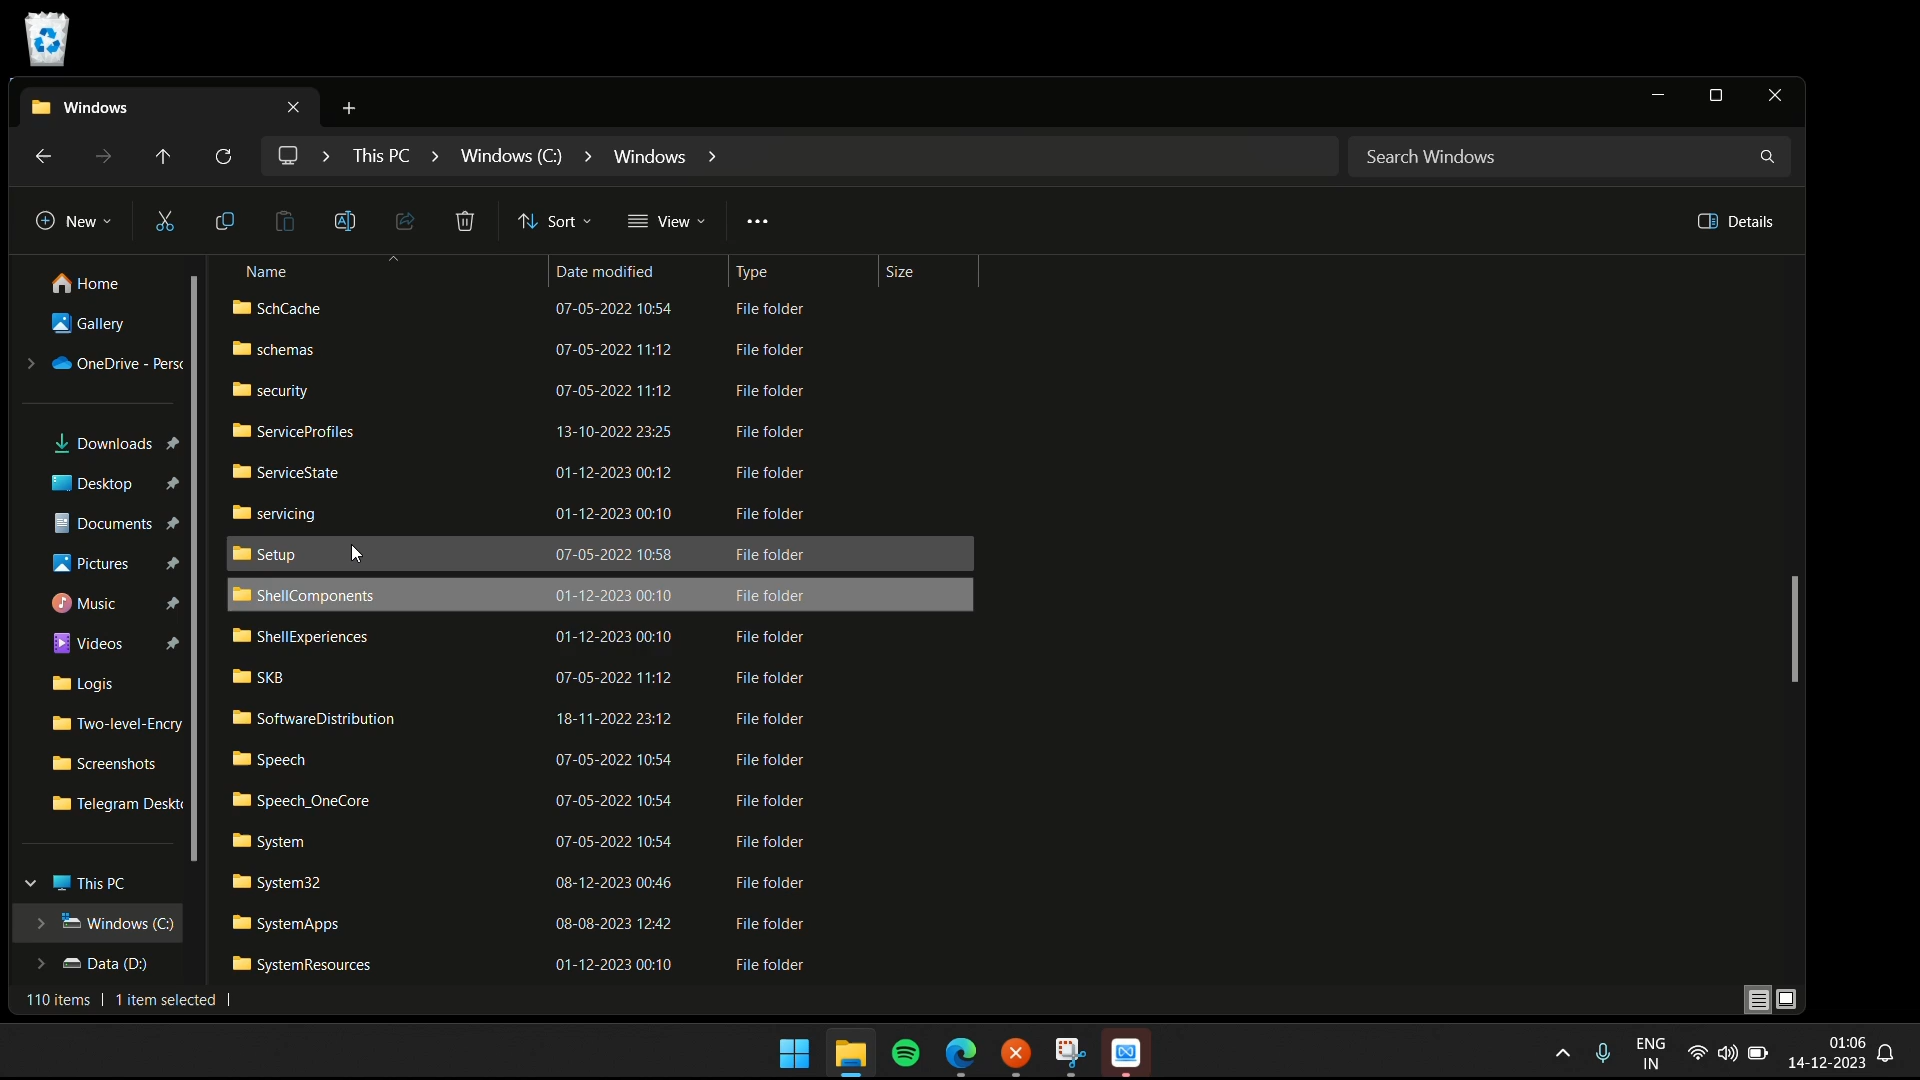 Windows
This PC
Windows (C:)
Windows
Search Windows
New
Sort
View
Details
Name Date modified Type Size
Home
Gallery
OneDrive - Pers
Downloads
Desktop
Documents
Pictures
Music
Videos
Logis
Two-level-Encry
Screenshots
Telegram Deskt
This PC
Windows (C:)
Data (D:)
SchCache 07-05-2022 10:54 File folder
schemas 07-05-2022 11:12 File folder
security 07-05-2022 11:12 File folder
ServiceProfiles 13-10-2022 23:25 File folder
ServiceState 01-12-2023 00:12 File folder
servicing 01-12-2023 00:10 File folder
Setup 07-05-2022 10:58 File folder
ShellComponents 01-12-2023 00:10 File folder
ShellExperiences 01-12-2023 00:10 File folder
SKB 07-05-2022 11:12 File folder
SoftwareDistribution 18-11-2022 23:12 File folder
Speech 07-05-2022 10:54 File folder
Speech_OneCore 07-05-2022 10:54 File folder
System 07-05-2022 10:54 File folder
System32 08-12-2023 00:46 File folder
SystemApps 08-08-2023 12:42 File folder
SystemResources 01-12-2023 00:10 File folder
110 items 1 item selected
ENG
IN
01:06
14-12-2023